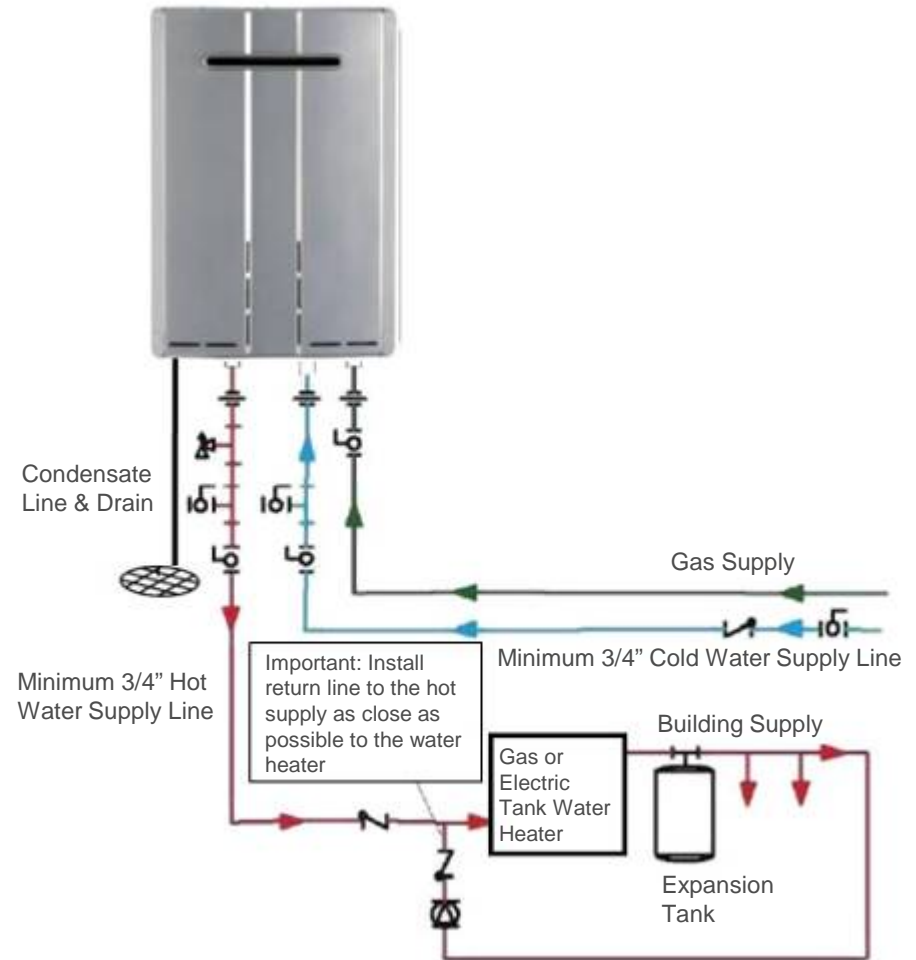 Condensate
Line & Drain
Gas Supply
Minimum 3/4” Cold Water Supply Line
Minimum 3/4” Hot
Water Supply Line
Important: Install
return line to the hot
supply as close as
possible to the water
heater
Building Supply
Gas or
Electric
Tank Water
Heater
Expansion
Tank